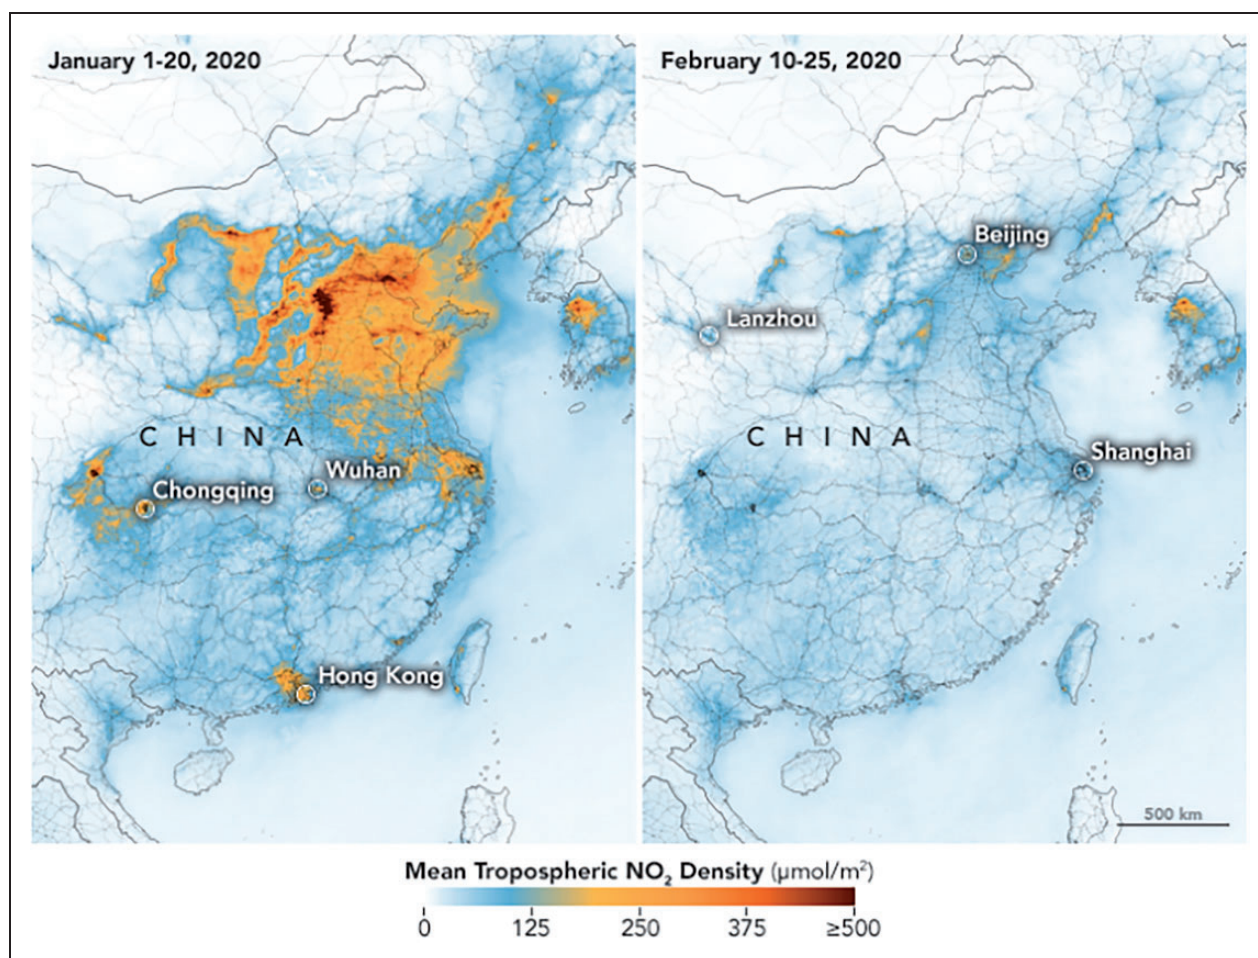 January 1-20, 2020
CHINA
Wuhan
Chongqing
Hong Kong
February 10-25, 2020
Beijing
Lanzhou
CHINA
Shanghai
500 km
Mean Tropospheric NO₂ Density (µmol/m²)
0 125 250 375 ≥500